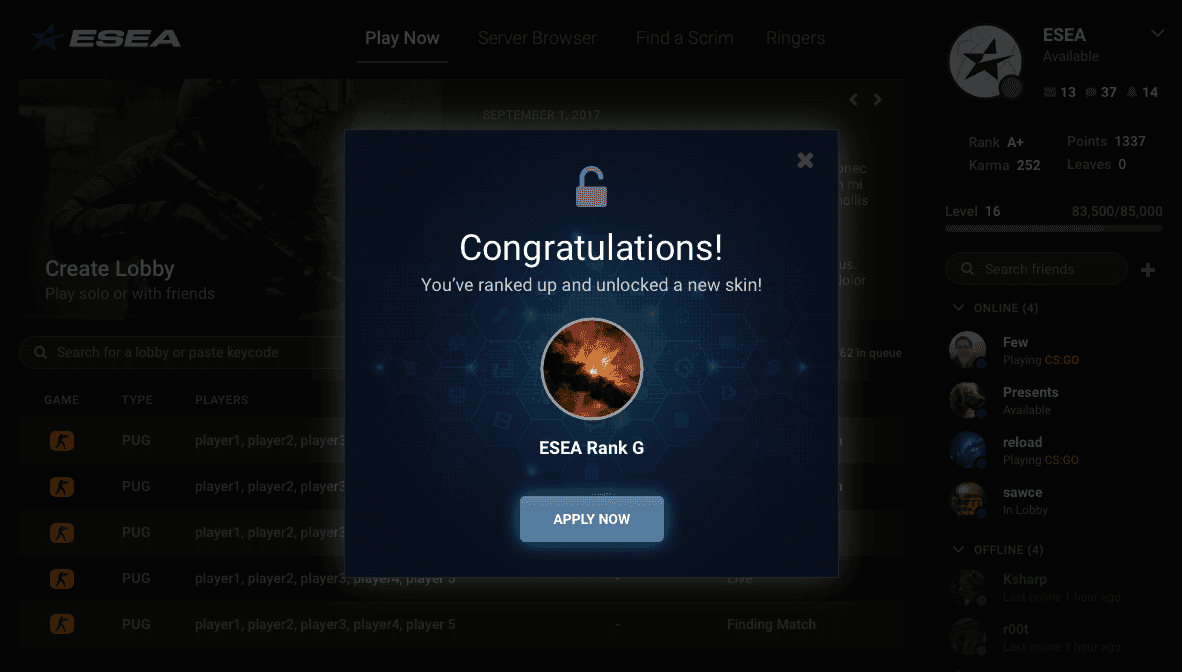 ESEA
Play Now
Server Browser
Find a Scrim
Ringers
ESEA
Available
13 37 14
Rank A+
Points 1337
Karma 252
Leaves 0
Level 16
83,500/85,000
Search friends
ONLINE (4)
Few
Playing CS:GO
Presents
Available
reload
Playing CS:GO
sawce
In Lobby
OFFLINE (4)
Ksharp
Last online 1 hour ago
r00t
Last online 1 hour ago
SEPTEMBER 1, 2017
Create Lobby
Play solo or with friends
Search for a lobby or paste keycode
62 in queue
GAME TYPE PLAYERS
PUG player1, player2, player3
PUG player1, player2, player3
PUG player1, player2, player3
PUG player1, player2, player3, player4, player 5 - Live
PUG player1, player2, player3, player4, player 5 - Finding Match
Congratulations!
You've ranked up and unlocked a new skin!
ESEA Rank G
APPLY NOW